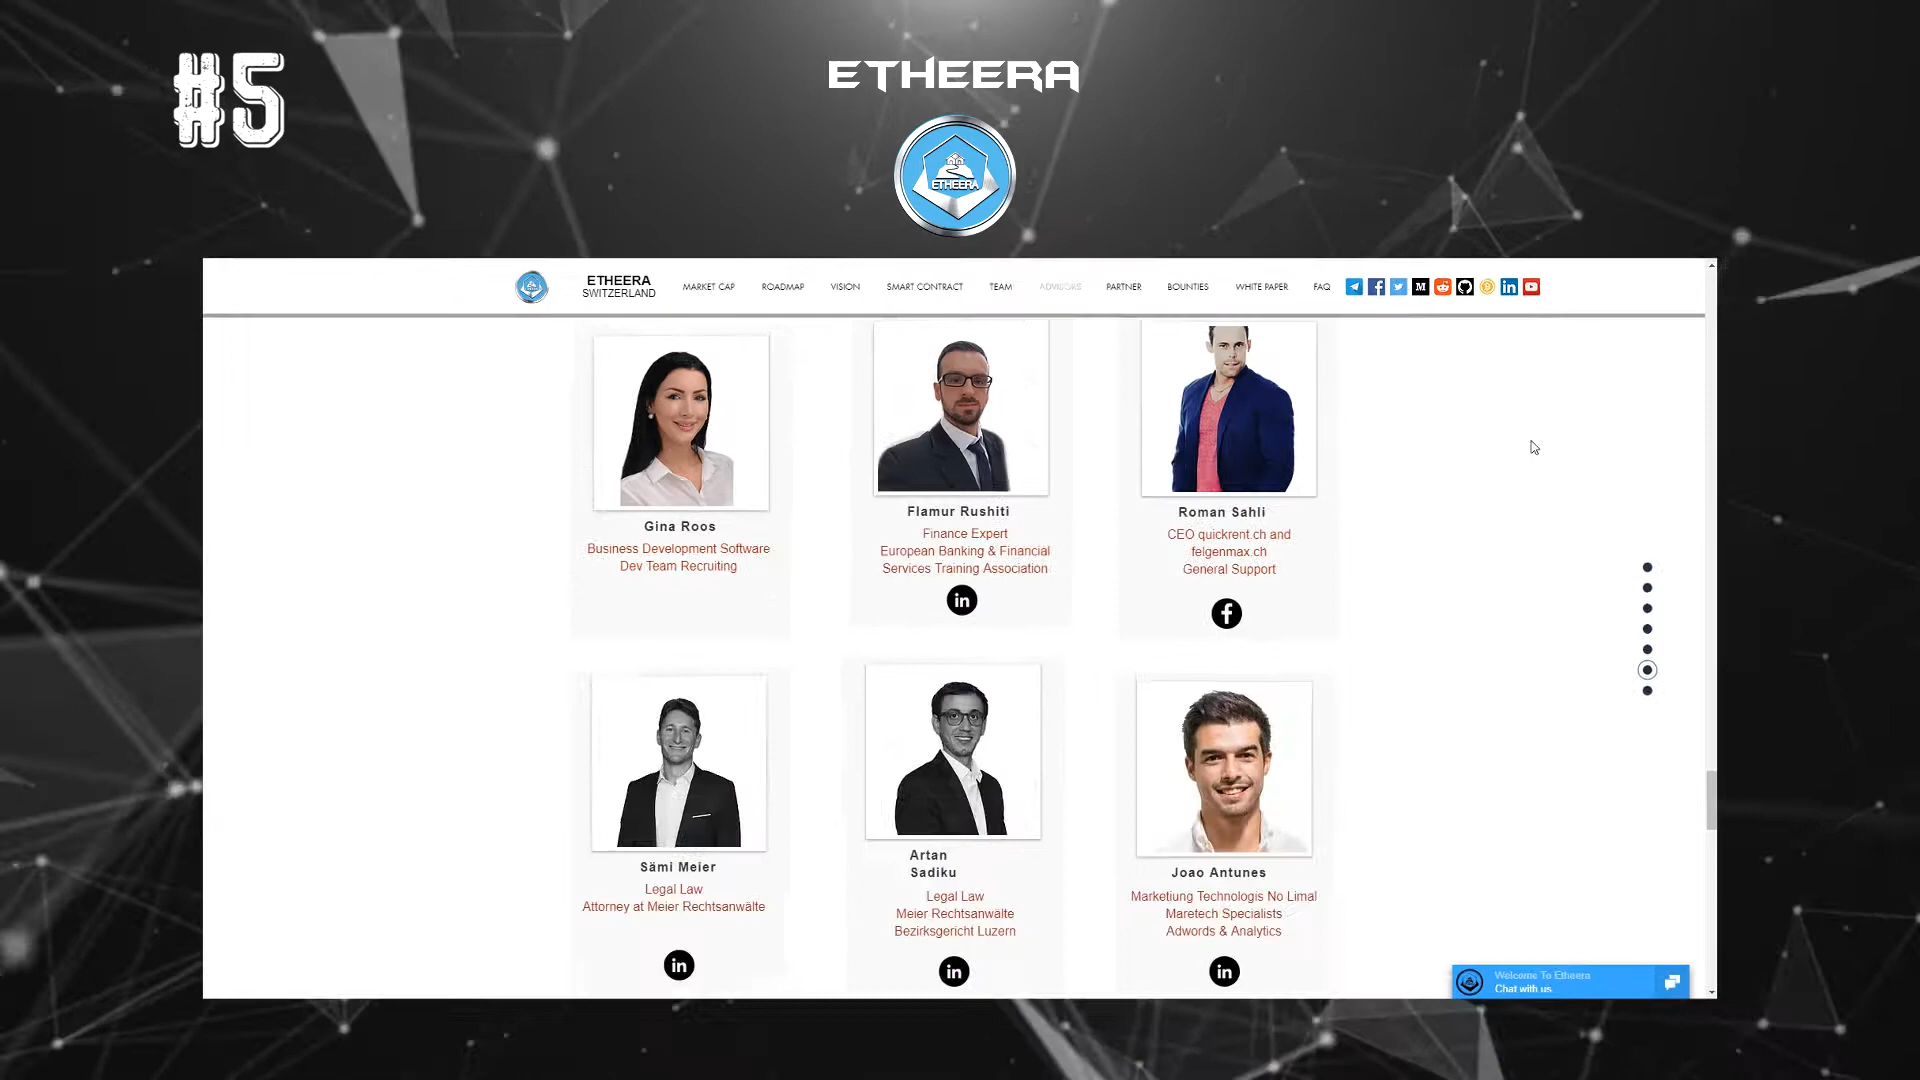 #5
ETHEERA
ETHEERA
ETHEERA
SWITZERLAND
MARKET CAP
ROADMAP
VISION
SMART CONTRACT
TEAM
ADVISORS
PARTNER
BOUNTIES
WHITE PAPER
FAQ
Gina Roos
Business Development Software
Dev Team Recruiting
Flamur Rushiti
Finance Expert
European Banking & Financial
Services Training Association
Roman Sahli
CEO quickrent.ch and
felgenmax.ch
General Support
Sämi Meier
Legal Law
Attorney at Meier Rechtsanwälte
Artan
Sadiku
Legal Law
Meier Rechtsanwälte
Bezirksgericht Luzern
Joao Antunes
Marketiung Technologis No Limal
Maretech Specialists
Adwords & Analytics
Welcome To Etheera
Chat with us